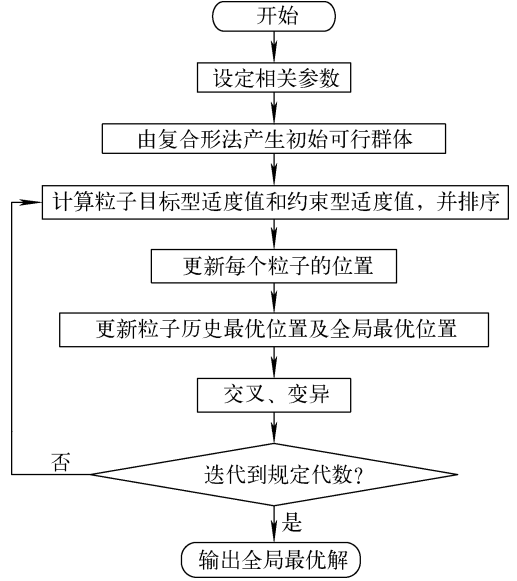 开始
设定相关参数
由复合形法产生初始可行群体
计算粒子目标型适度值和约束型适度值，并排序
更新每个粒子的位置
更新粒子历史最优位置及全局最优位置
交叉、变异
迭代到规定代数?
否
是
输出全局最优解